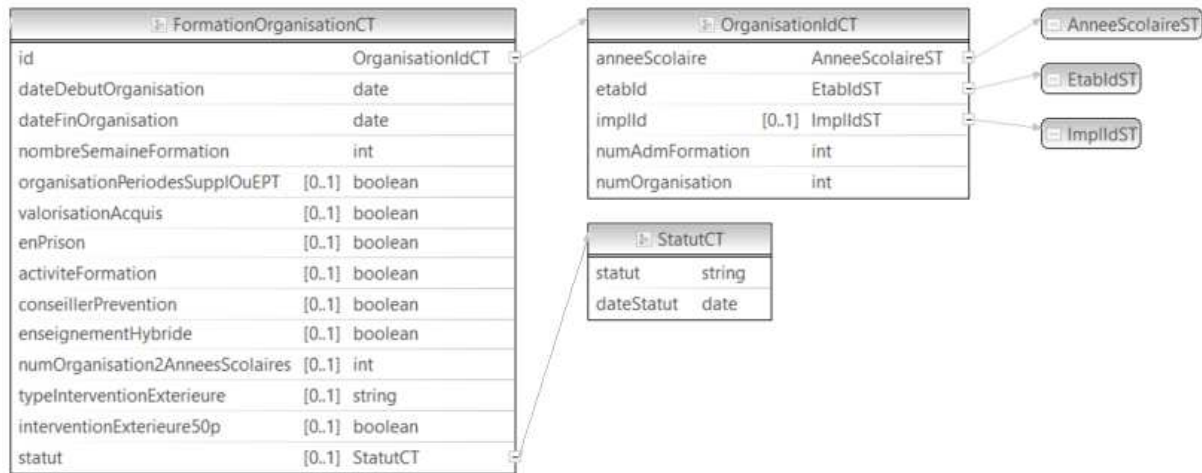 FormationOrganisationCT
id OrganisationIdCT
dateDebutOrganisation date
dateFinOrganisation date
nombreSemaineFormation int
organisationPeriodesSupplOuEPT [0..1] boolean
valorisationAcquis [0..1] boolean
enPrison [0..1] boolean
activiteFormation [0..1] boolean
conseillerPrevention [0..1] boolean
enseignementHybride [0..1] boolean
numOrganisation2AnneesScolaires [0..1] int
typeInterventionExterieure [0..1] string
interventionExterieure50p [0..1] boolean
statut [0..1] StatutCT
OrganisationIdCT
anneeScolaire AnneeScolaireST
etabId EtabIdST
implId [0..1] ImplIdST
numAdmFormation int
numOrganisation int
StatutCT
statut string
dateStatut date
AnneeScolaireST
EtabIdST
ImplIdST